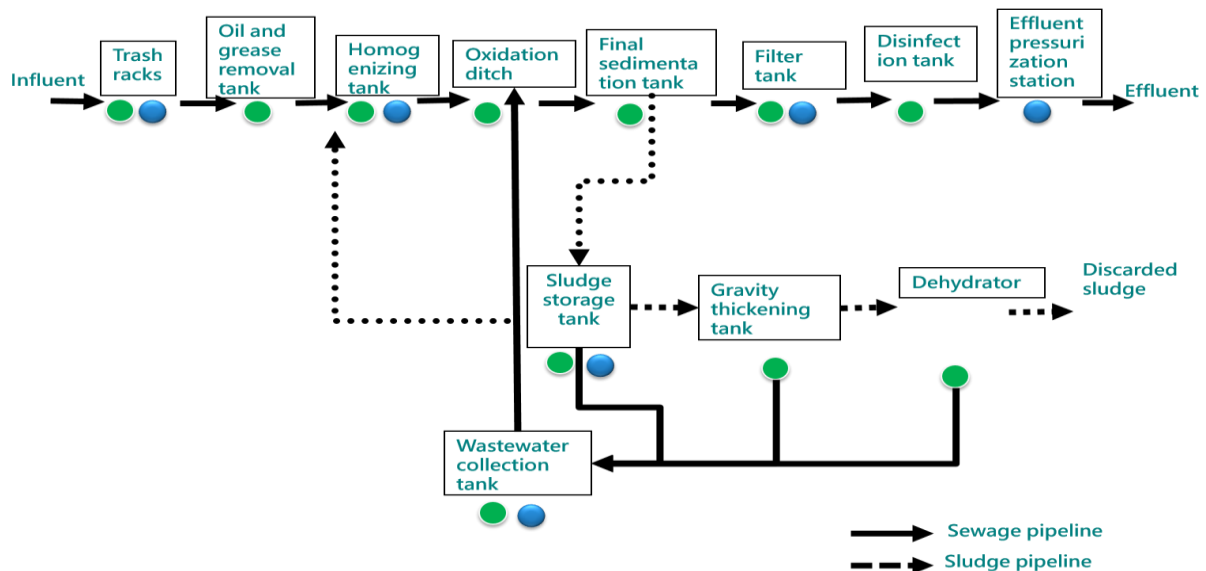 Influent
Trash
racks
Oil and
grease
removal
tank
Homog
enizing
tank
Oxidation
ditch
Final
sedimenta
tion tank
Filter
tank
Disinfect
ion tank
Effluent
pressuri
zation
station
Effluent
Sludge
storage
tank
Gravity
thickening
tank
Dehydrator
Discarded
sludge
Wastewater
collection
tank
Sewage pipeline
Sludge pipeline